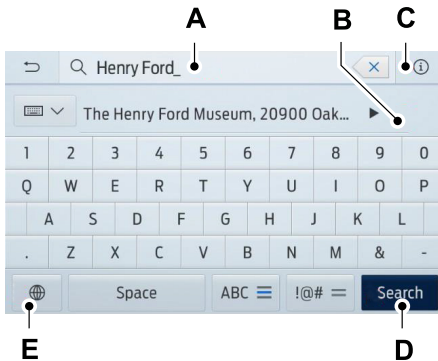 A B C
Henry Ford_
The Henry Ford Museum, 20900 Oak...
1 2 3 4 5 6 7 8 9 0
Q W E R T Y U I O P
A S D F G H J K L
. Z X C V B N M & -
Space ABC !@# = Search
E D